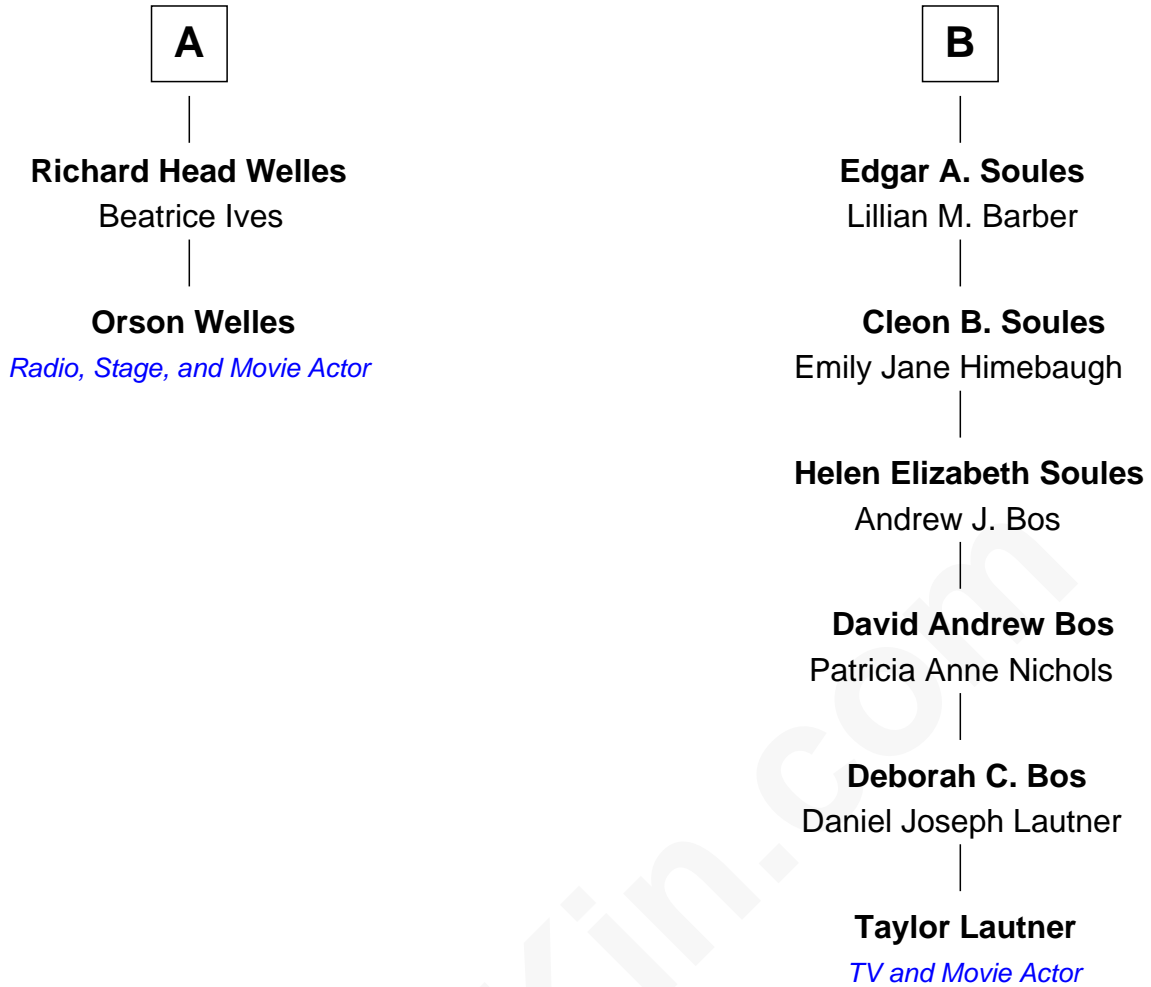 A
Richard Head Welles
Beatrice Ives
Orson Welles
Radio, Stage, and Movie Actor
B
Edgar A. Soules
Lillian M. Barber
Cleon B. Soules
Emily Jane Himebaugh
Helen Elizabeth Soules
Andrew J. Bos
David Andrew Bos
Patricia Anne Nichols
Deborah C. Bos
Daniel Joseph Lautner
Taylor Lautner
TV and Movie Actor
Kin.com